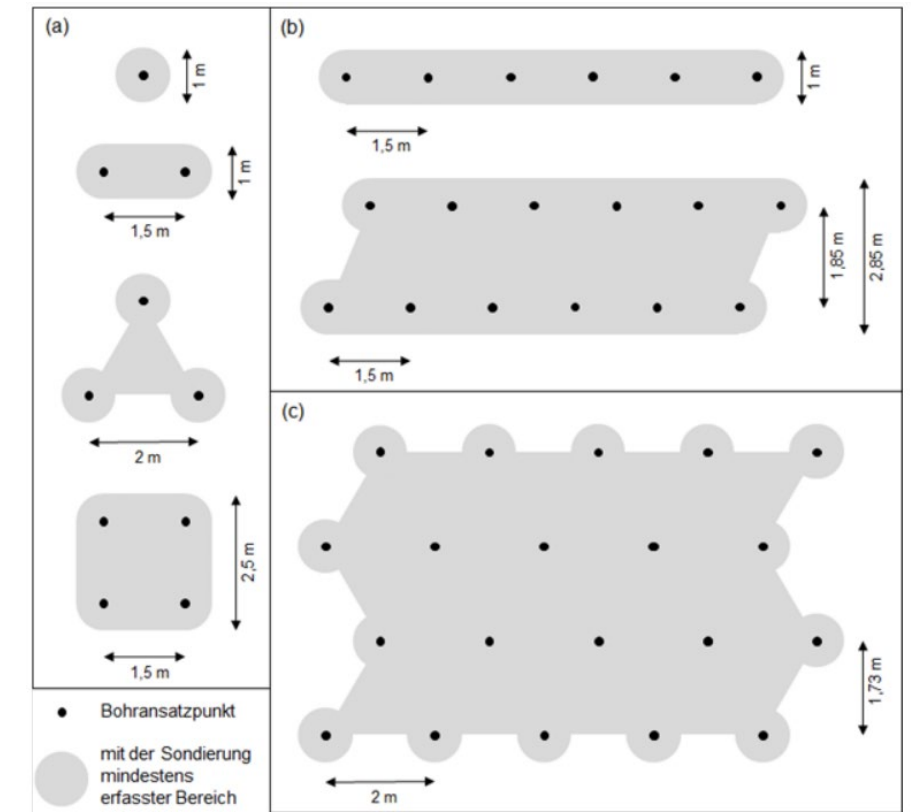 (a)
1 m
1,5 m
1 m
2 m
1,5 m
2,5 m
(b)
1,5 m
1 m
1,5 m
1,85 m
2,85 m
(c)
2 m
1,73 m
Bohransatzpunkt
mit der Sondierung
mindestens
erfasster Bereich